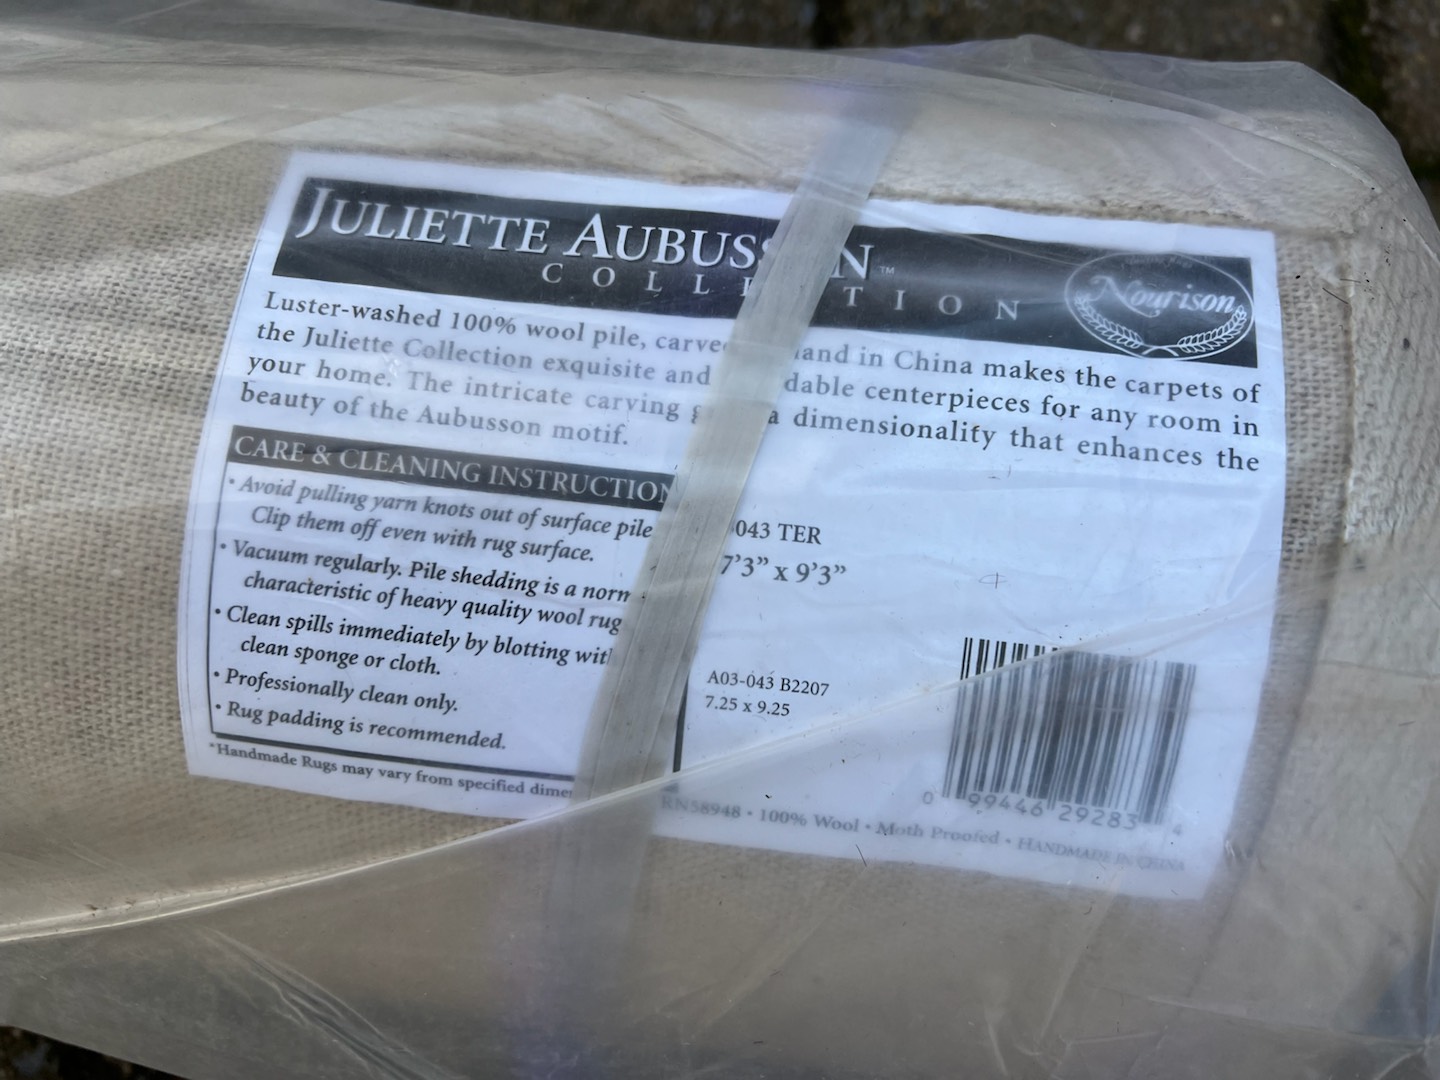 JULIETTE AUBUSSON™
COLLECTION
Nourison
Luster-washed 100% wool pile, carved hand in China makes the carpets of
the Juliette Collection exquisite and dable centerpieces for any room in
your home. The intricate carving g a dimensionality that enhances the
beauty of the Aubusson motif.
CARE & CLEANING INSTRUCTION
• Avoid pulling yarn knots out of surface pile
Clip them off even with rug surface.
• Vacuum regularly. Pile shedding is a norm
characteristic of heavy quality wool rug
• Clean spills immediately by blotting with
clean sponge or cloth.
• Professionally clean only.
• Rug padding is recommended.
*Handmade Rugs may vary from specified dimen
043 TER
7'3" x 9'3"
A03-043 B2207
7.25 x 9.25
0 99446 29283 4
RN58948 • 100% Wool • Moth Proofed • HANDMADE IN CHINA